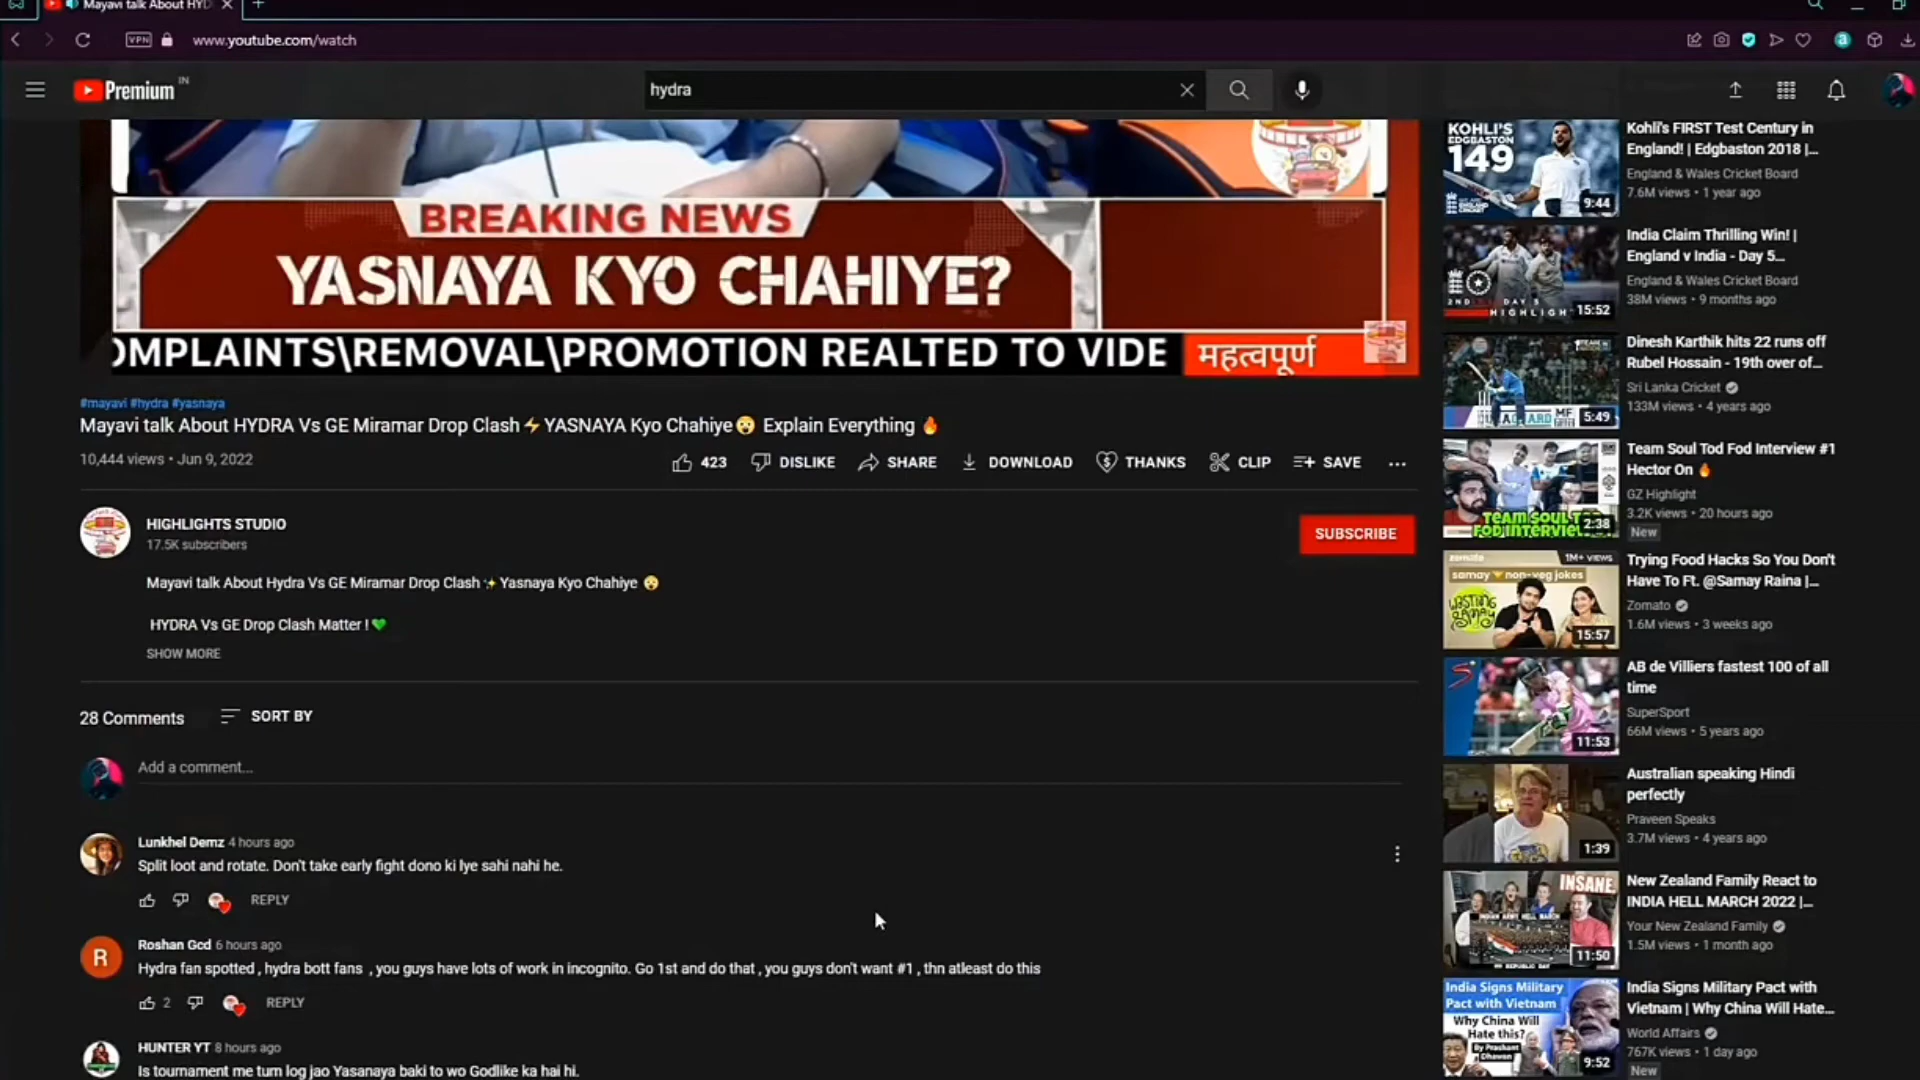 Mayavi talk About HYD
VPN
www.youtube.com/watch
Premium IN
hydra
BREAKING NEWS
YASNAYA KYO CHAHIYE?
OMPLAINTS\REMOVAL\PROMOTION REALTED TO VIDE
महत्वपूर्ण
#mayavi #hydra #yasnaya
Mayavi talk About HYDRA Vs GE Miramar Drop Clash⚡YASNAYA Kyo Chahiye😨 Explain Everything 🔥
10,444 views • Jun 9, 2022
423 DISLIKE SHARE DOWNLOAD THANKS CLIP SAVE ...
HIGHLIGHTS STUDIO
17.5K subscribers
SUBSCRIBE
Mayavi talk About Hydra Vs GE Miramar Drop Clash ✨ Yasnaya Kyo Chahiye 😨
HYDRA Vs GE Drop Clash Matter !💚
SHOW MORE
28 Comments SORT BY
Add a comment...
Lunkhel Demz 4 hours ago
Split loot and rotate. Don't take early fight dono ki lye sahi nahi he.
REPLY
Roshan Gcd 6 hours ago
Hydra fan spotted , hydra bott fans , you guys have lots of work in incognito. Go 1st and do that , you guys don't want #1 , thn atleast do this
2 REPLY
R
HUNTER YT 8 hours ago
Is tournament me tum log jao Yasanaya baki to wo Godlike ka hai hi.
KOHLI'S
EDGBASTON
149
9:44
Kohli's FIRST Test Century in
England! | Edgbaston 2018 |...
England & Wales Cricket Board
7.6M views • 1 year ago
2ND DAY 5
HIGHLIGH
15:52
India Claim Thrilling Win! |
England v India - Day 5...
England & Wales Cricket Board
38M views • 9 months ago
5:49
Dinesh Karthik hits 22 runs off
Rubel Hossain - 19th over of...
Sri Lanka Cricket
133M views • 4 years ago
TEAM SOUL T
FOD INTERVIEW
2:38
Team Soul Tod Fod Interview #1
Hector On 🔥
GZ Highlight
3.2K views • 20 hours ago
New
zomato
1M+ views
samay non-veg jokes
WASTING SAMAY
15:57
Trying Food Hacks So You Don't
Have To Ft. @Samay Raina |...
Zomato
1.6M views • 3 weeks ago
S
11:53
AB de Villiers fastest 100 of all
time
SuperSport
66M views • 5 years ago
1:39
Australian speaking Hindi
perfectly
Praveen Speaks
3.7M views • 4 years ago
INSANE
INDIAN ARMY HELL MARCH
REPUBLIC DAY
11:50
New Zealand Family React to
INDIA HELL MARCH 2022 |...
Your New Zealand Family
1.5M views • 1 month ago
India Signs Military
Pact with Vietnam
Why China Will
Hate this?
By Prashant
Dhawan
9:52
India Signs Military Pact with
Vietnam | Why China Will Hate...
World Affairs
767K views • 1 day ago
New